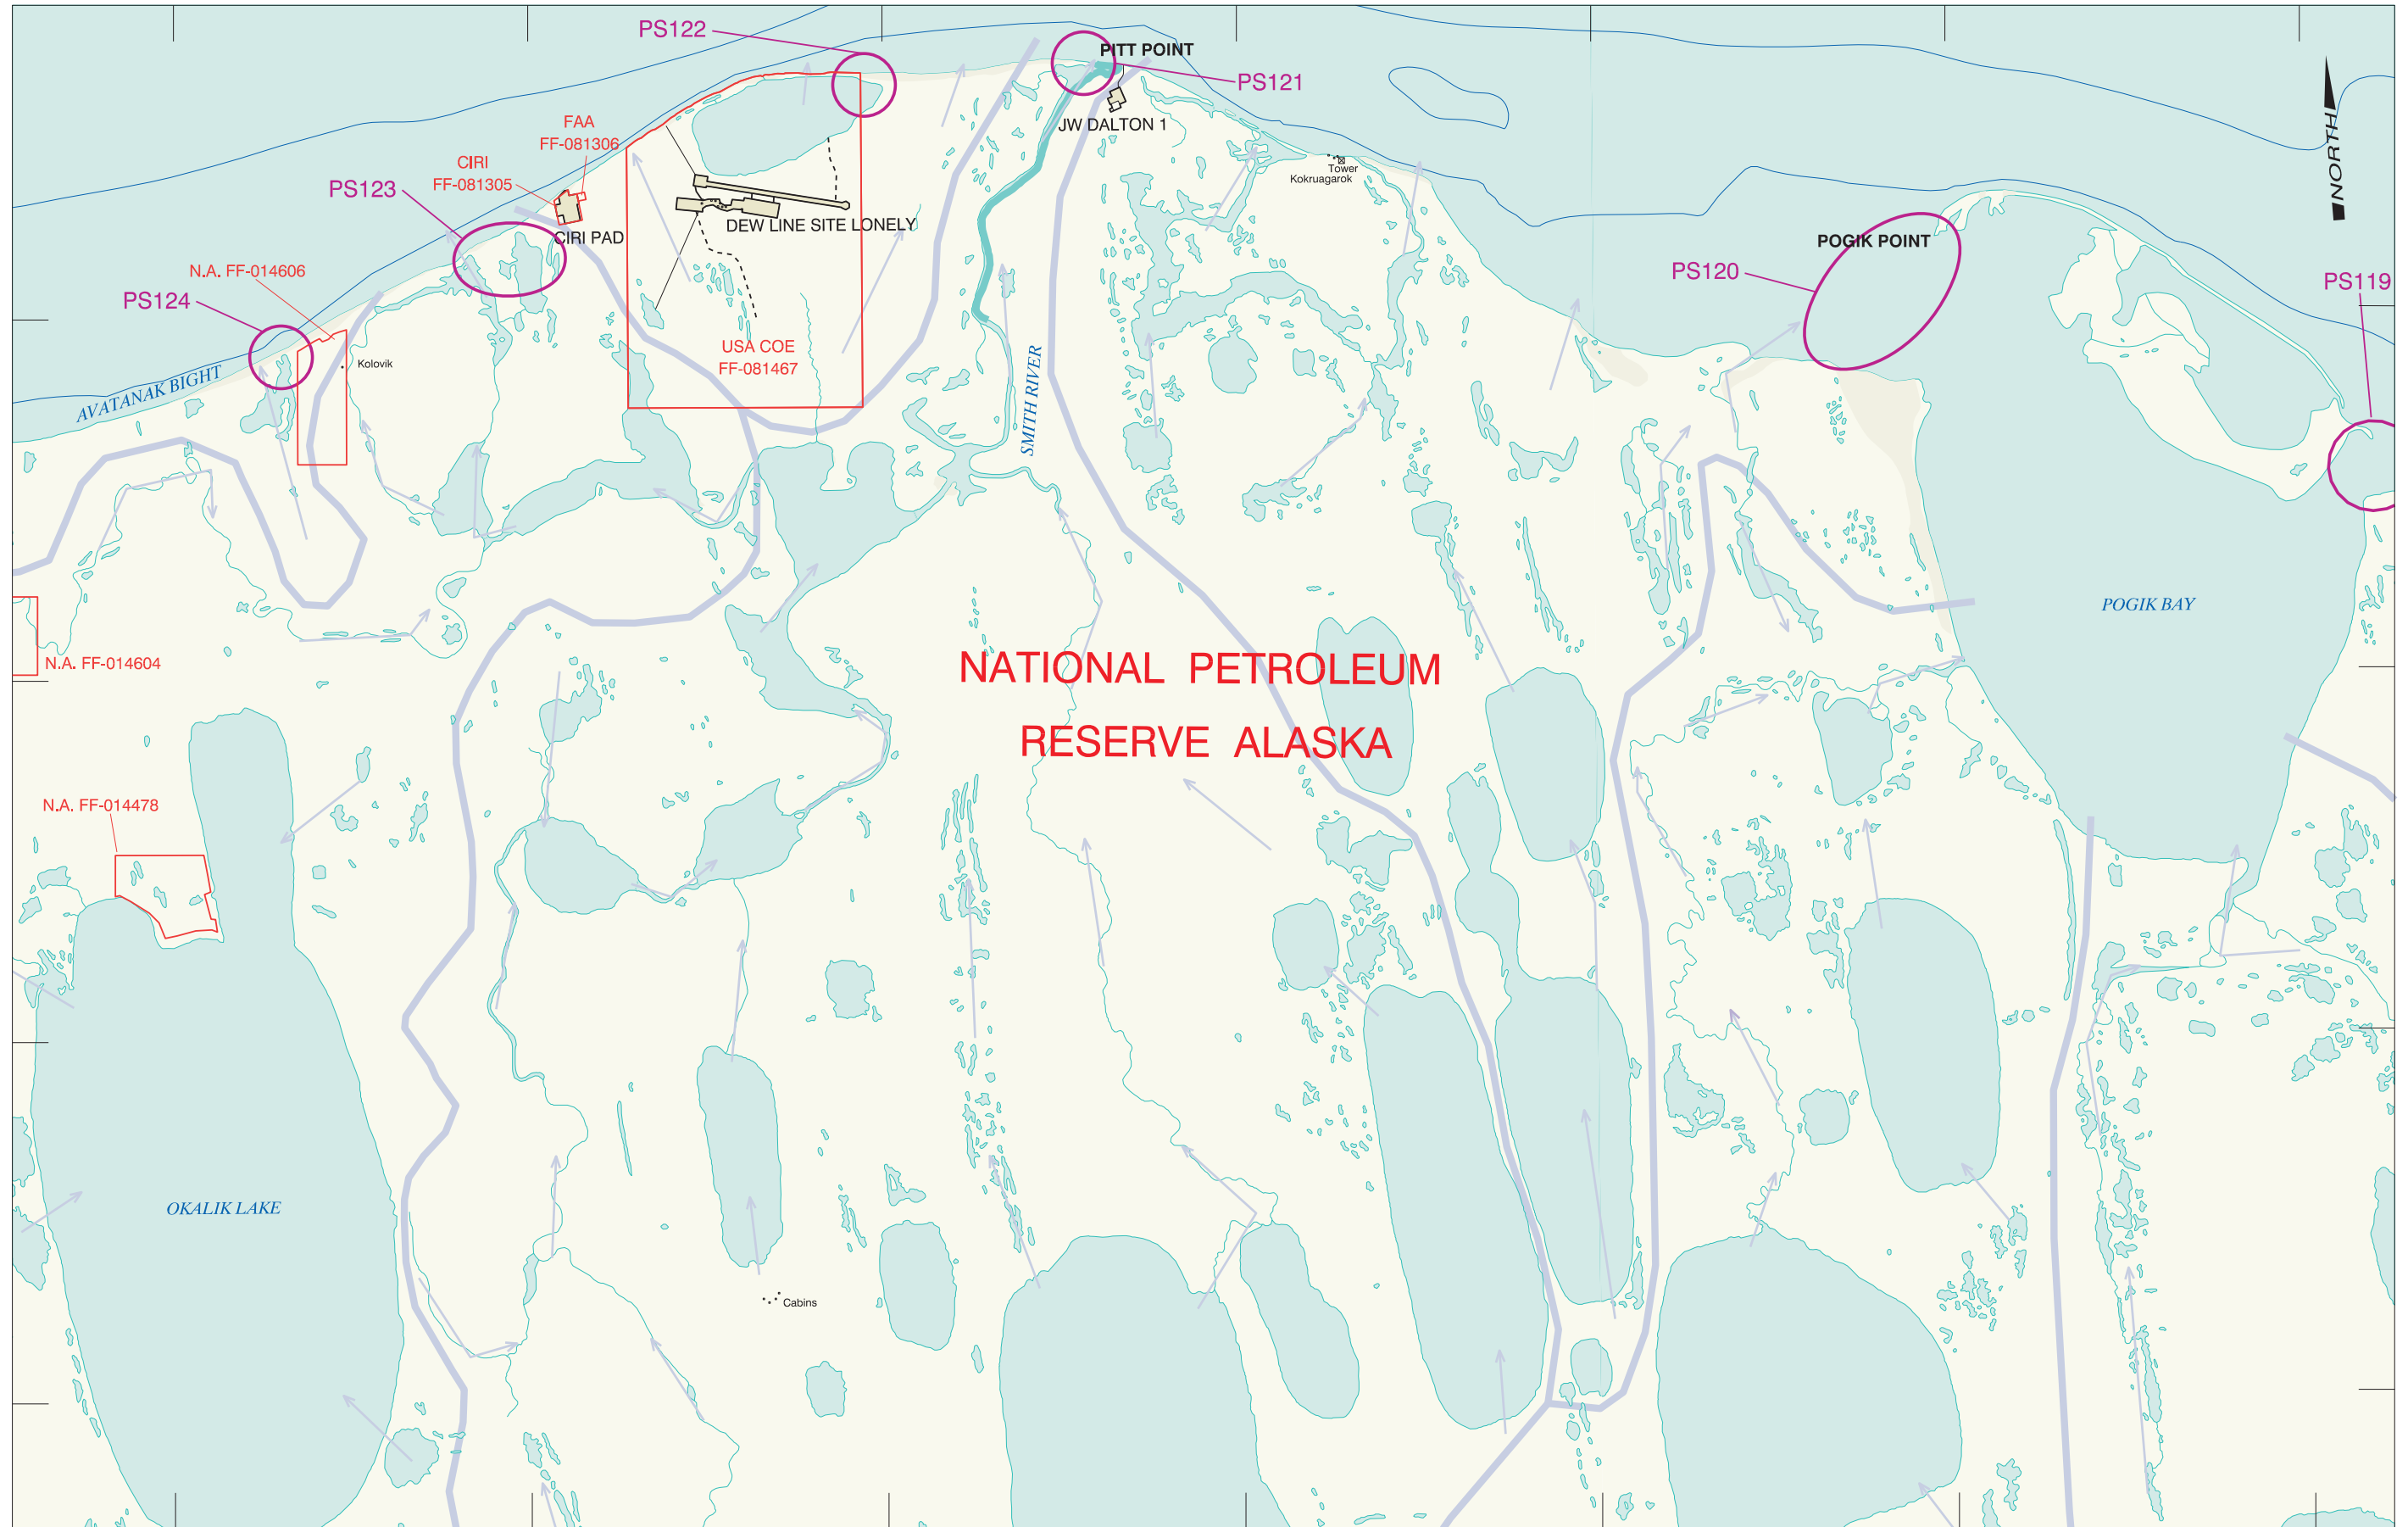 PS122
PITT POINT
PS121
FAA
FF-081306
JW DALTON 1
CIRI
FF-081305
NORTH
Tower
Kokruagarok
PS123
DEW LINE SITE LONELY
CIRI PAD
POGIK POINT
N.A. FF-014606
PS120
PS119
PS124
USA COE
FF-081467
Kolovik
AVATANAK BIGHT
SMITH RIVER
POGIK BAY
N.A. FF-014604
NATIONAL PETROLEUM
RESERVE ALASKA
N.A. FF-014478
OKALIK LAKE
Cabins